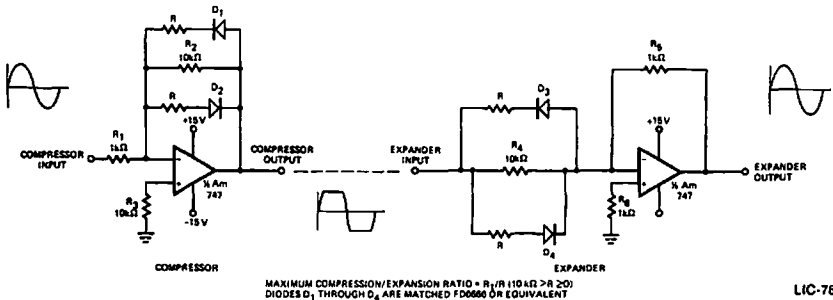 R
D1
R2
10kΩ
R
D2
R1
1kΩ
COMPRESSOR
INPUT
+15V
–
+
½ Am
747
R3
10kΩ
-15V
COMPRESSOR
OUTPUT
COMPRESSOR
EXPANDER
INPUT
R
D3
R4
10kΩ
R
D4
R5
1kΩ
+15V
–
+
½ Am
747
R6
1kΩ
EXPANDER
OUTPUT
EXPANDER
MAXIMUM COMPRESSION/EXPANSION RATIO = R1/R (10 kΩ > R ≥ 0)
DIODES D1 THROUGH D4 ARE MATCHED FD6666 OR EQUIVALENT
LIC-78